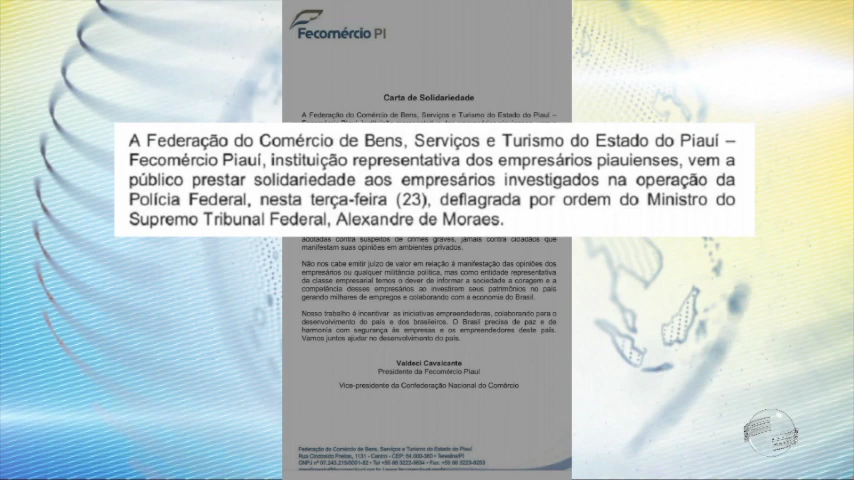 Fecomércio PI
Carta de Solidariedade
A Federação do Comércio de Bens, Serviços e Turismo do Estado do Piauí –
A Federação do Comércio de Bens, Serviços e Turismo do Estado do Piauí –
Fecomércio Piauí, instituição representativa dos empresários piauienses, vem a
público prestar solidariedade aos empresários investigados na operação da
Polícia Federal, nesta terça-feira (23), deflagrada por ordem do Ministro do
Supremo Tribunal Federal, Alexandre de Moraes.
adotadas contra suspeitos de crimes graves, jamais contra cidadãos que
manifestam suas opiniões em ambientes privados.
Não nos cabe emitir juízo de valor em relação à manifestação das opiniões dos
empresários ou qualquer militância política, mas como entidade representativa
da classe empresarial temos o dever de informar a sociedade a coragem e a
competência desses empresários ao investirem seus patrimônios no país
gerando milhares de empregos e colaborando com a economia do Brasil.
Nosso trabalho é incentivar as iniciativas empreendedoras, colaborando para o
desenvolvimento do país e dos brasileiros. O Brasil precisa de paz e de
harmonia com segurança às empresas e os empreendedores deste país.
Vamos juntos ajudar no desenvolvimento do país.
Valdeci Cavalcante
Presidente da Fecomércio Piauí
Vice-presidente da Confederação Nacional do Comércio
Federação do Comércio de Bens, Serviços e Turismo do Estado do Piauí